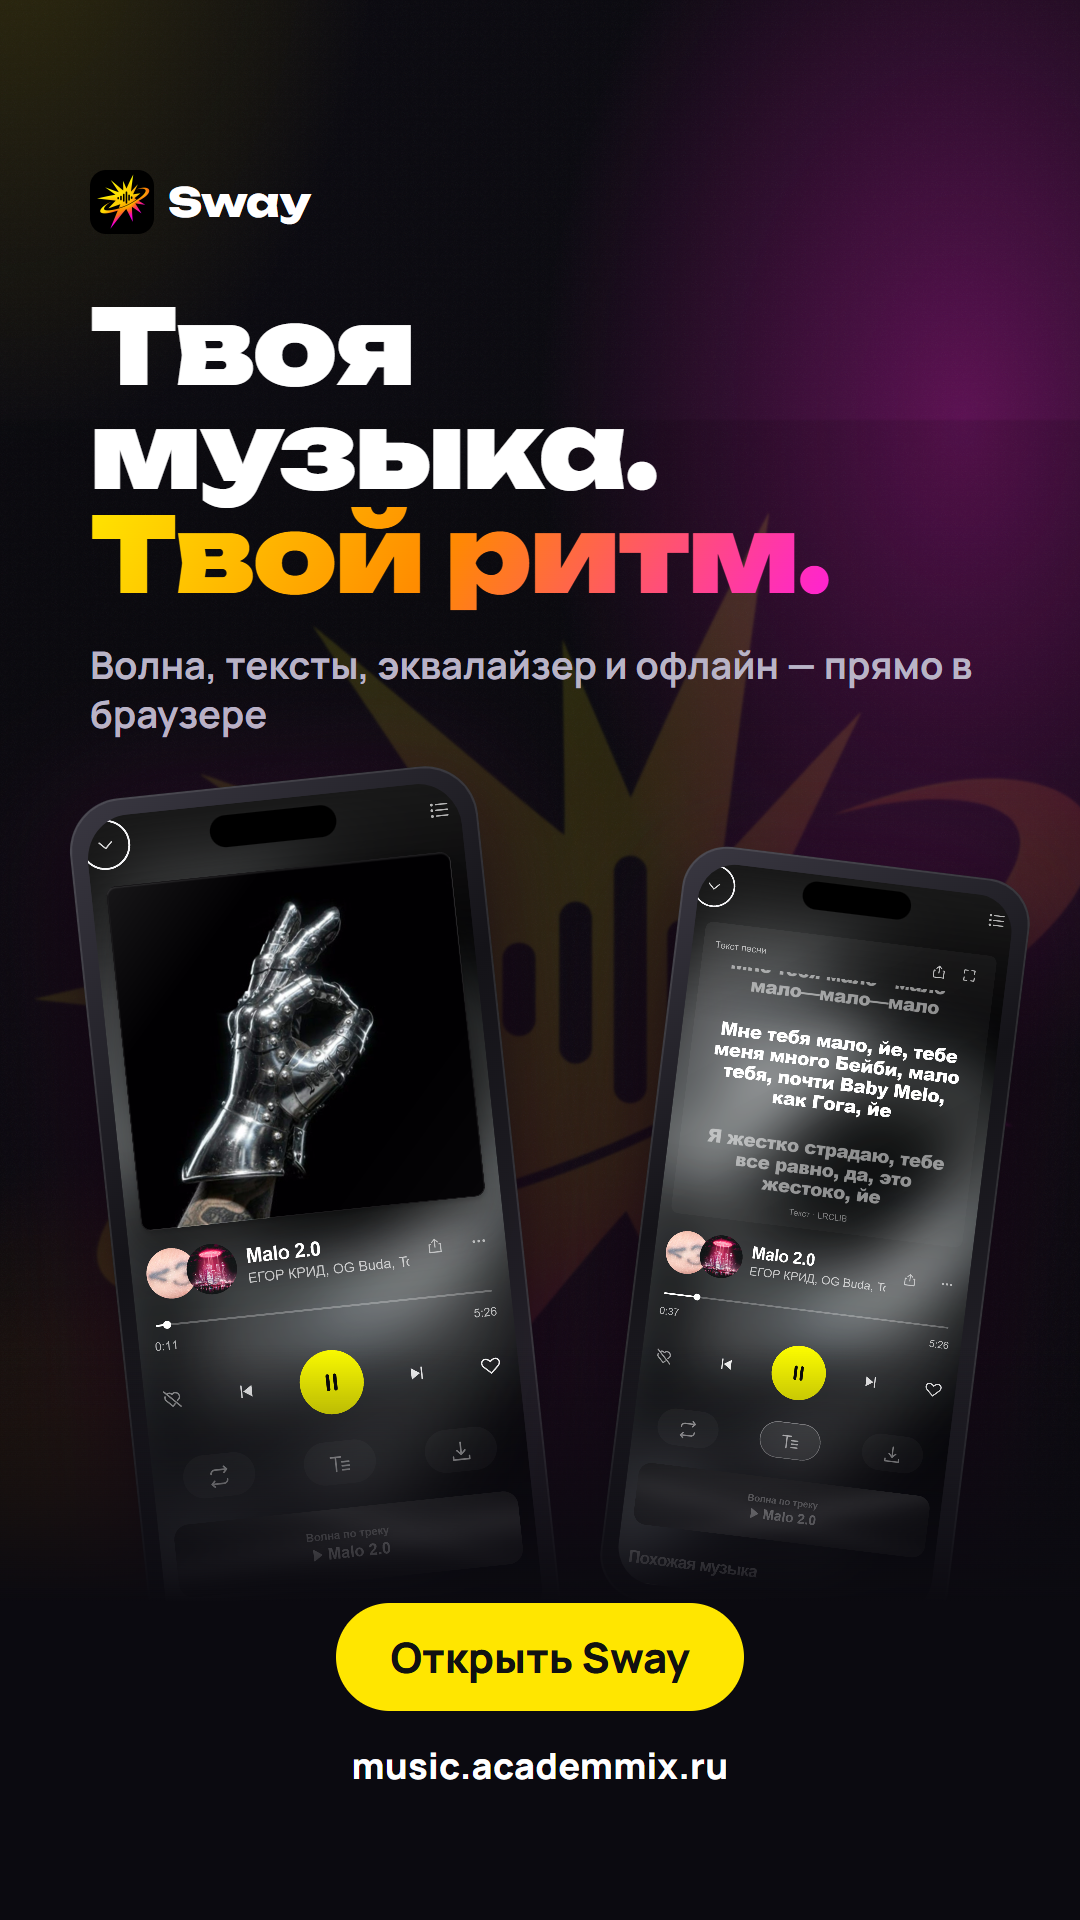 Sway
Твоя
музыка.
Твой ритм.
Волна, тексты, эквалайзер и офлайн — прямо в
браузере
Malo 2.0
ЕГОР КРИД, OG Buda,
0:11
5:26
Волна по треку
Malo 2.0
Текст песни
мало—мало—мало
Мне тебя мало, йе, тебе
меня много Бейби, мало
тебя, почти Baby Melo,
как Гога, йе
Я жестко страдаю, тебе
все равно, да, это
жестоко, йе
Текст · LRCLIB
Malo 2.0
ЕГОР КРИД, OG Buda,
0:37
5:26
Волна по треку
Malo 2.0
Похожая музыка
Открыть Sway
music.academmix.ru